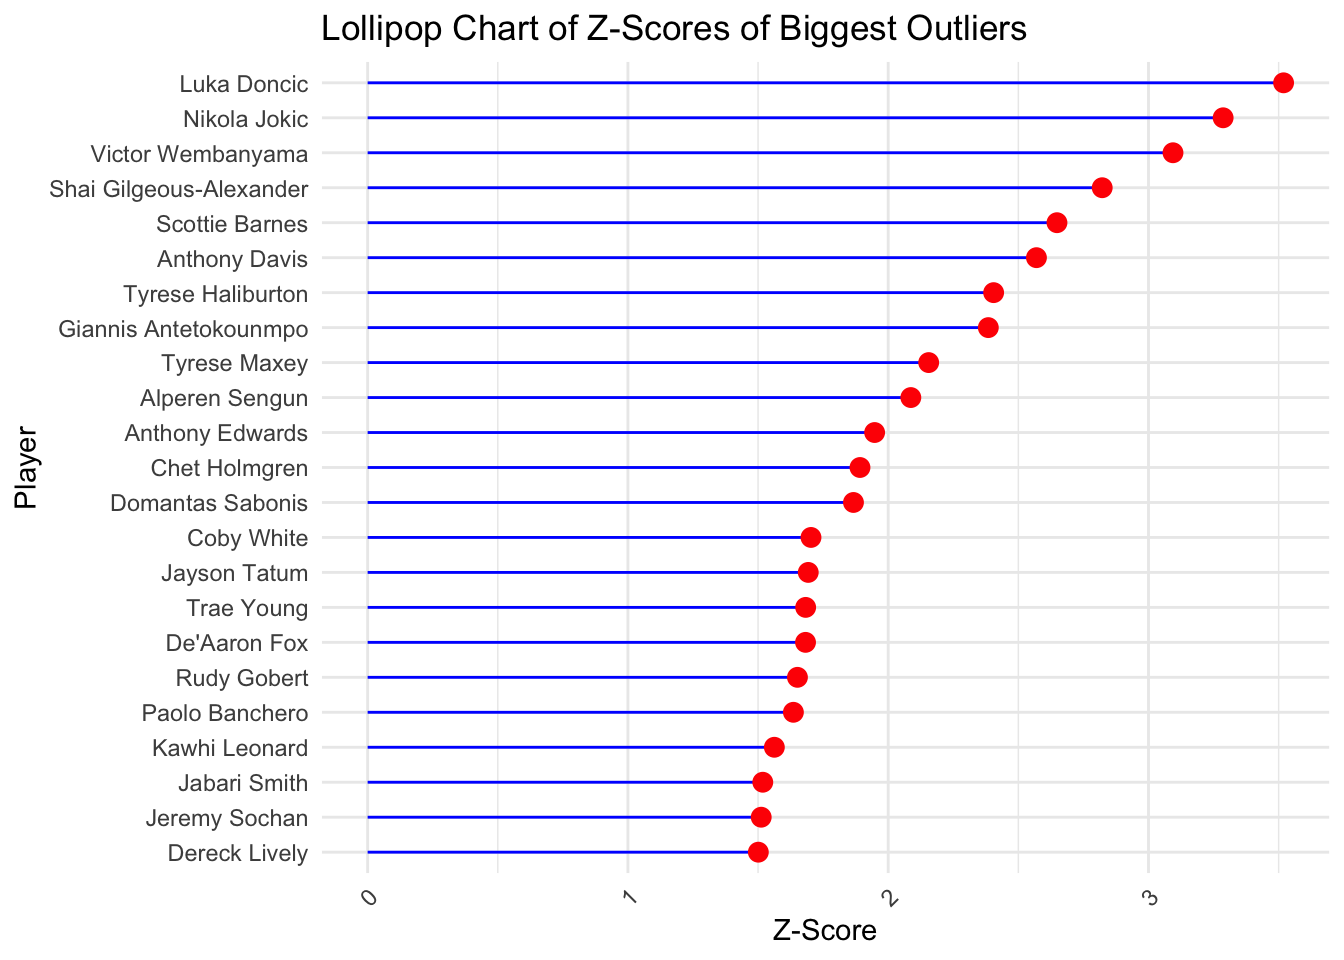 Lollipop Chart of Z-Scores of Biggest Outliers
Luka Doncic
Nikola Jokic
Victor Wembanyama
Shai Gilgeous-Alexander
Scottie Barnes
Anthony Davis
Tyrese Haliburton
Giannis Antetokounmpo
Tyrese Maxey
Alperen Sengun
Anthony Edwards
Chet Holmgren
Domantas Sabonis
Coby White
Jayson Tatum
Trae Young
De'Aaron Fox
Rudy Gobert
Paolo Banchero
Kawhi Leonard
Jabari Smith
Jeremy Sochan
Dereck Lively
Player
0 1 2 3
Z-Score